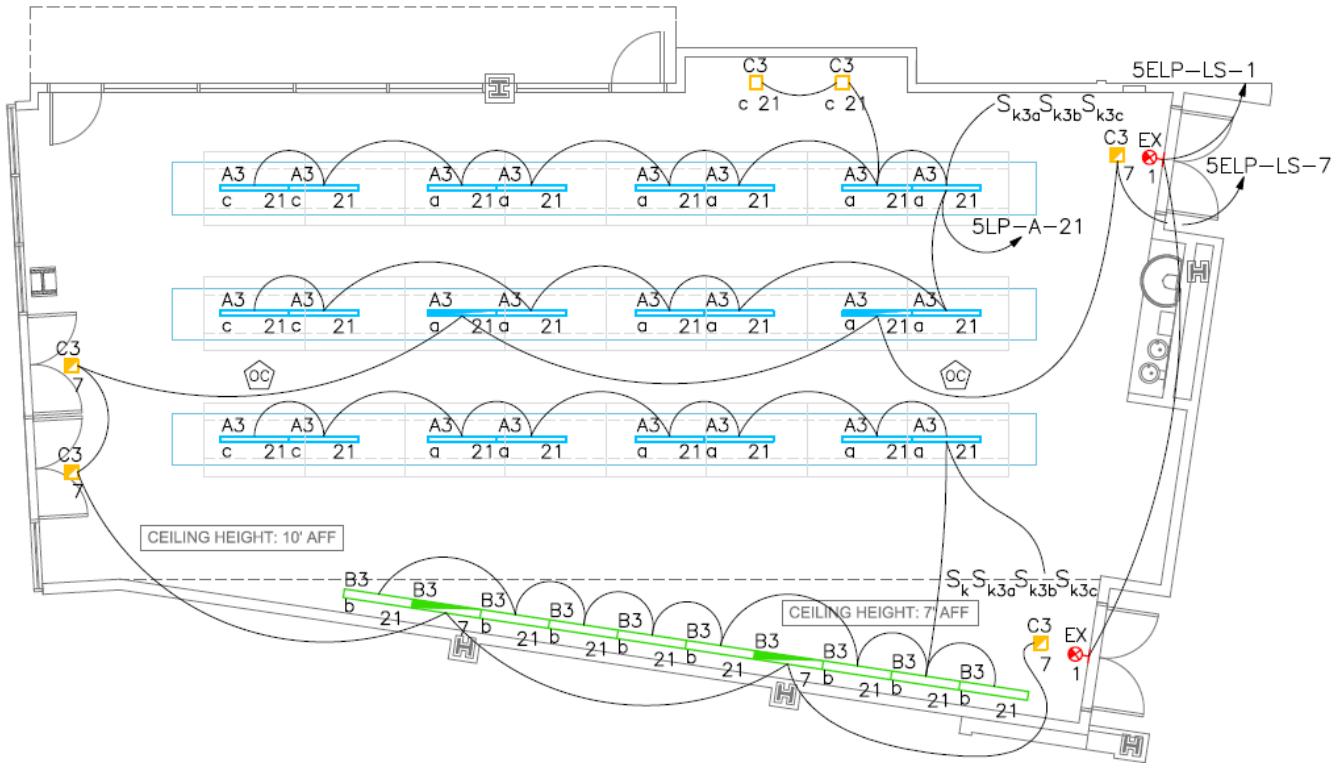 C3 C3
5ELP-LS-1
c 21 c 21
Sk3aSk3bSk3c
C3 EX
7 1
5ELP-LS-7
A3 A3 A3 A3 A3 A3 A3 A3
c 21 c 21 a 21 a 21 a 21 a 21 a 21 a 21
5LP-A-21
A3 A3 A3 A3 A3 A3 A3 A3
c 21 c 21 a 21 a 21 a 21 a 21 a 21 a 21
C3
7
OC OC
A3 A3 A3 A3 A3 A3 A3 A3
c 21 c 21 a 21 a 21 a 21 a 21 a 21 a 21
C3
7
CEILING HEIGHT: 10' AFF
SkSk3aSk3bSk3c
CEILING HEIGHT: 7' AFF
B3 B3 B3 B3 B3 B3 B3 B3 B3 B3
b 21 7 b 21 b 21 b 21 b 21 7 b 21 b 21 b 21
C3 EX
7 1